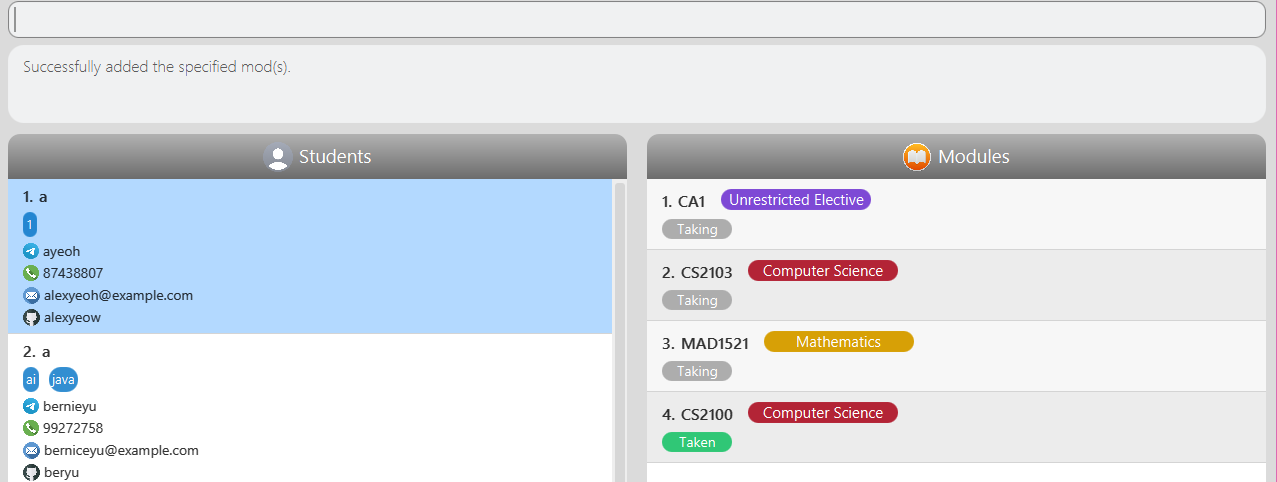 Successfully added the specified mod(s).
Students
1. a
1
ayeoh
87438807
alexyeoh@example.com
alexyeow
2. a
ai java
bernieyu
99272758
berniceyu@example.com
beryu
Modules
1. CA1 Unrestricted Elective
Taking
2. CS2103 Computer Science
Taking
3. MAD1521 Mathematics
Taking
4. CS2100 Computer Science
Taken